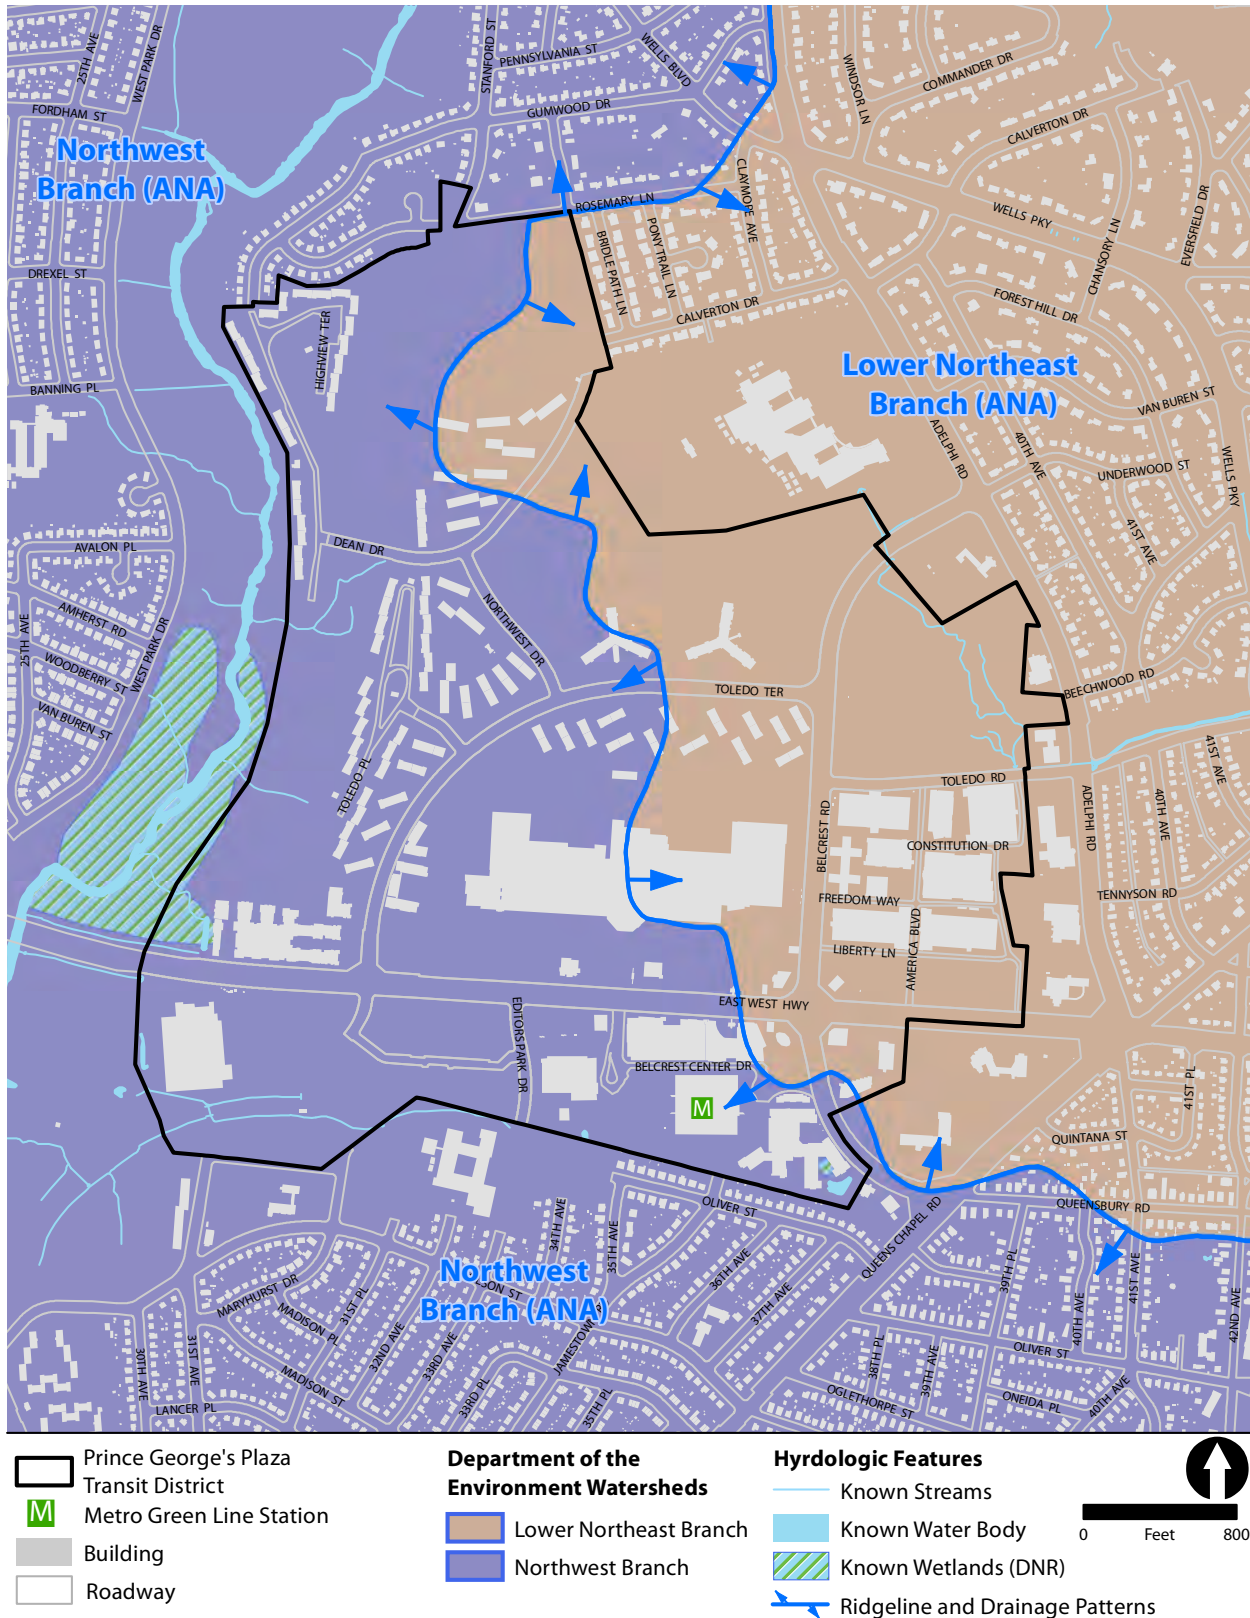 25TH AVE
WEST PARK DR
STANFORD ST
PENNSYLVANIA ST
WELLS BLVD
WINDSOR LN
COMMANDER DR
FORDHAM ST
GUMWOOD DR
CALVERTON DR
Northwest
Branch (ANA)
CLAYMORE AVE
ROSEMARY LN
WELLS PKY
CHANSORY LN
EVERSFIELD DR
BRIDLE PATH LN
PONY TRAIL LN
DREXEL ST
CALVERTON DR
FOREST HILL DR
HIGHVIEW TER
Lower Northeast
Branch (ANA)
BANNING PL
VAN BUREN ST
ADELPHI RD
40TH AVE
UNDERWOOD ST
WELLS PKY
41ST AVE
AVALON PL
DEAN DR
AMHERST RD
25TH AVE
WOODBERRY ST
WEST PARK DR
NORTHWEST DR
VAN BUREN ST
TOLEDO TER
BEECHWOOD RD
41ST AVE
TOLEDO PL
TOLEDO RD
BELCREST RD
ADELPHI RD
40TH AVE
CONSTITUTION DR
FREEDOM WAY
TENNYSON RD
AMERICA BLVD
LIBERTY LN
EAST WEST HWY
EDITORS PARK DR
BELCREST CENTER DR
41ST PL
M
QUINTANA ST
OLIVER ST
QUEENSBURY RD
QUEENS CHAPEL RD
34TH AVE
35TH AVE
36TH AVE
37TH AVE
39TH PL
40TH AVE
41ST AVE
42ND AVE
Northwest
Branch (ANA)
MARYHURST DR
MADISON PL
31ST PL
32ND AVE
33RD AVE
30TH AVE
31ST AVE
MADISON ST
33RD PL
35TH PL
38TH PL
39TH AVE
OLIVER ST
OGLETHORPE ST
ONEIDA PL
40TH AVE
LANCER PL
Prince George's Plaza
Transit District
M Metro Green Line Station
Building
Roadway
Department of the
Environment Watersheds
Lower Northeast Branch
Northwest Branch
Hyrdologic Features
Known Streams
Known Water Body
Known Wetlands (DNR)
Ridgeline and Drainage Patterns
0 Feet 800